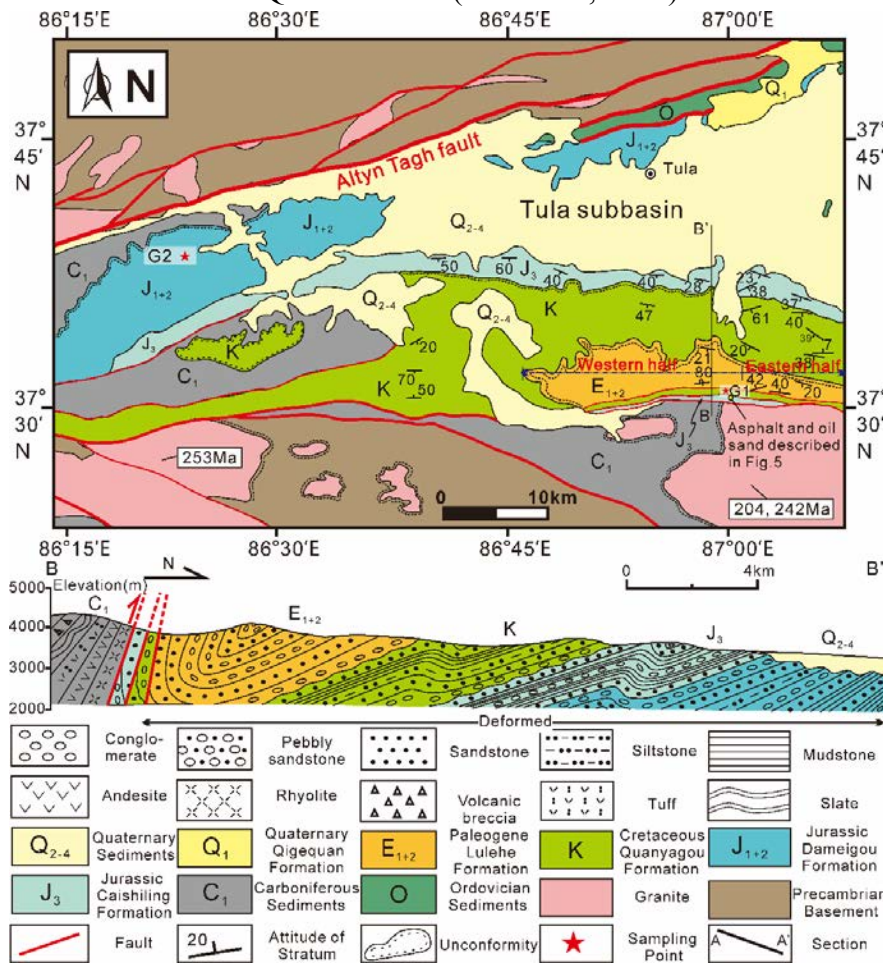 86°15'E 86°30' 86°45' 87°00'
N
37°
45'
N
37°
45'
N
Q₁
O
J₁₊₂
Tula
Altyn Tagh fault
Q₂₋₄
Tula subbasin
J₁₊₂
C₁
G2
J₁₊₂
B'
50 60 J₃ 40 40 28 38 37
Q₂₋₄ K 61 40
Q₂₋₄
47 39 7
J₃ K 20 20 38
C₁
Western half 21 Eastern half
80
70 E₁₊₂ 42 40
K 50 G1 20
37°
30'
N
37°
30'
N
B
J₃
Asphalt and oil
sand described
in Fig.5
C₁
253Ma
0 10km
204, 242Ma
86°15'E 86°30' 86°45' 87°00'
B N 0 4km B'
Elevation(m)
5000
4000
3000
2000
C₁ E₁₊₂ K J₃ Q₂₋₄
Deformed
Conglo-
merate
Pebbly
sandstone
Sandstone
Siltstone
Mudstone
Andesite
Rhyolite
Volcanic
breccia
Tuff
Slate
Q₂₋₄ Quaternary
Sediments
Q₁ Quaternary
Qigequan
Formation
E₁₊₂ Paleogene
Lulehe
Formation
K Cretaceous
Quanyagou
Formation
J₁₊₂ Jurassic
Dameigou
Formation
J₃ Jurassic
Caishiling
Formation
C₁ Carboniferous
Sediments
O Ordovician
Sediments
Granite
Precambrian
Basement
Fault
20 Attitude of
Stratum
Unconformity
Sampling
Point
A A' Section